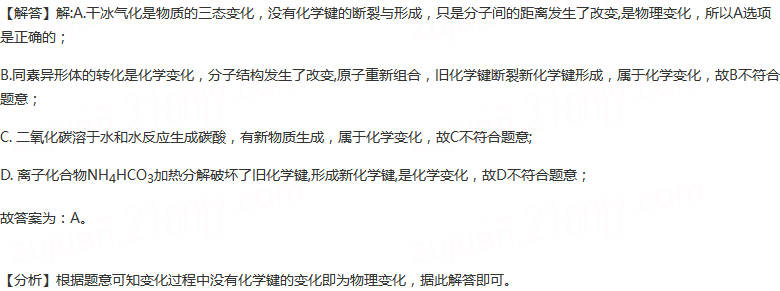 【解答】解:A.干冰气化是物质的三态变化，没有化学键的断裂与形成，只是分子间的距离发生了改变,是物理变化，所以A选项
是正确的；
B.同素异形体的转化是化学变化，分子结构发生了改变,原子重新组合，旧化学键断裂新化学键形成，属于化学变化，故B不符合
题意；
C. 二氧化碳溶于水和水反应生成碳酸，有新物质生成，属于化学变化，故C不符合题意;
D. 离子化合物NH4HCO3加热分解破坏了旧化学键,形成新化学键,是化学变化，故D不符合题意；
故答案为：A。
【分析】根据题意可知变化过程中没有化学键的变化即为物理变化，据此解答即可。